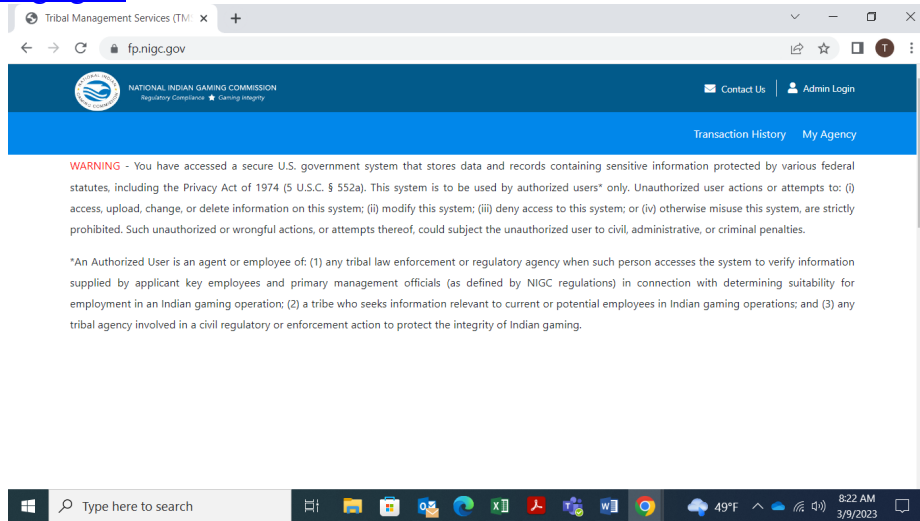 Tribal Management Services (TM
fp.nigc.gov
T
NATIONAL INDIAN GAMING COMMISSION
Regulatory Compliance ★ Gaming Integrity
Contact Us
Admin Login
Transaction History My Agency
WARNING - You have accessed a secure U.S. government system that stores data and records containing sensitive information protected by various federal
statutes, including the Privacy Act of 1974 (5 U.S.C. § 552a). This system is to be used by authorized users* only. Unauthorized user actions or attempts to: (i)
access, upload, change, or delete information on this system; (ii) modify this system; (iii) deny access to this system; or (iv) otherwise misuse this system, are strictly
prohibited. Such unauthorized or wrongful actions, or attempts thereof, could subject the unauthorized user to civil, administrative, or criminal penalties.
*An Authorized User is an agent or employee of: (1) any tribal law enforcement or regulatory agency when such person accesses the system to verify information
supplied by applicant key employees and primary management officials (as defined by NIGC regulations) in connection with determining suitability for
employment in an Indian gaming operation; (2) a tribe who seeks information relevant to current or potential employees in Indian gaming operations; and (3) any
tribal agency involved in a civil regulatory or enforcement action to protect the integrity of Indian gaming.
Type here to search
49°F
8:22 AM
3/9/2023